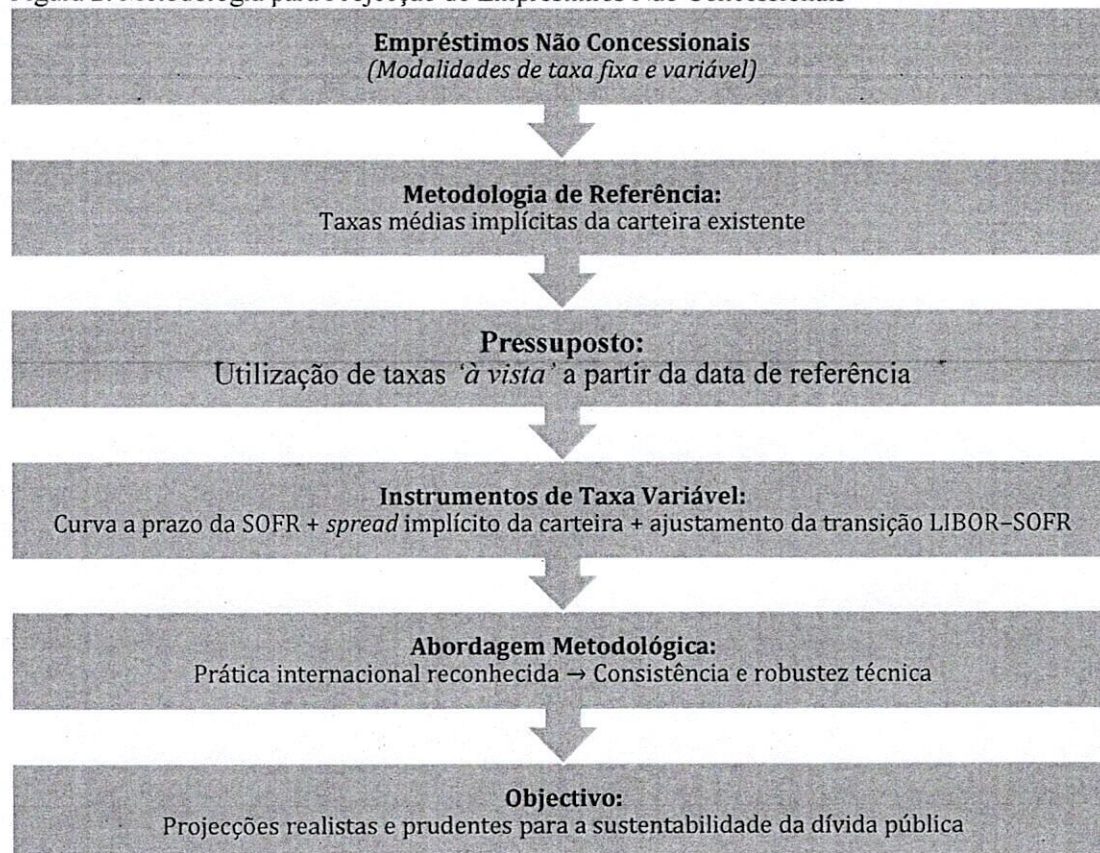 Empréstimos Não Concessionais
(Modalidades de taxa fixa e variável)
Metodologia de Referência:
Taxas médias implícitas da carteira existente
Pressuposto:
Utilização de taxas ‘à vista’ a partir da data de referência
Instrumentos de Taxa Variável:
Curva a prazo da SOFR + spread implícito da carteira + ajustamento da transição LIBOR–SOFR
Abordagem Metodológica:
Prática internacional reconhecida → Consistência e robustez técnica
Objectivo:
Projecções realistas e prudentes para a sustentabilidade da dívida pública